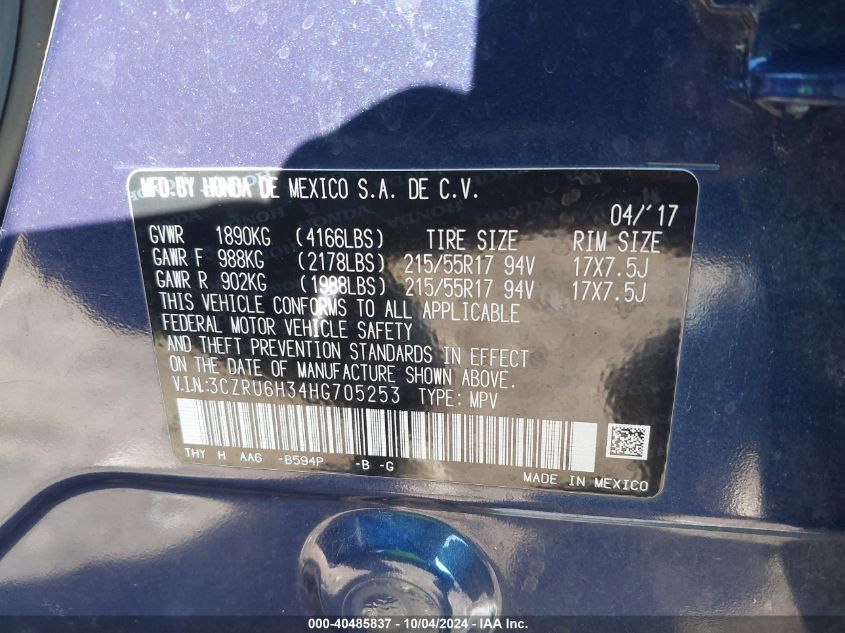 MFD.BY HONDA DE MEXICO S.A. DE C.V.
04/'17
GVWR 1890KG (4166LBS) TIRE SIZE RIM SIZE
GAWR F 988KG (2178LBS) 215/55R17 94V 17X7.5J
GAWR R 902KG (1988LBS) 215/55R17 94V 17X7.5J
THIS VEHICLE CONFORMS TO ALL APPLICABLE
FEDERAL MOTOR VEHICLE SAFETY
AND THEFT PREVENTION STANDARDS IN EFFECT
ON THE DATE OF MANUFACTURE SHOWN ABOVE.
V.IN:3CZRU6H34HG705253 TYPE: MPV
THY H AA6 -B594P -B -G
MADE IN MEXICO
000-40485837 - 10/04/2024 - IAAI.com